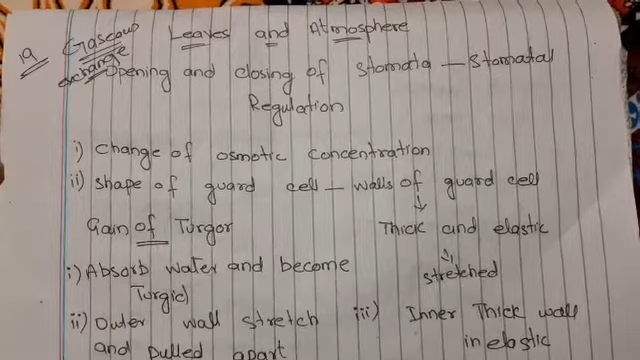 19 Gaseous exchange Leaves and Atmosphere
Opening and closing of stomata — Stomatal
Regulation
i) change of osmotic concentration
ii) shape of guard cell — walls of guard cell
↓
Gain of Turgor Thick and elastic
↓
i) Absorb water and become stretched
Turgid
ii) Outer wall stretch iii) Inner Thick wall
and pulled apart in elastic